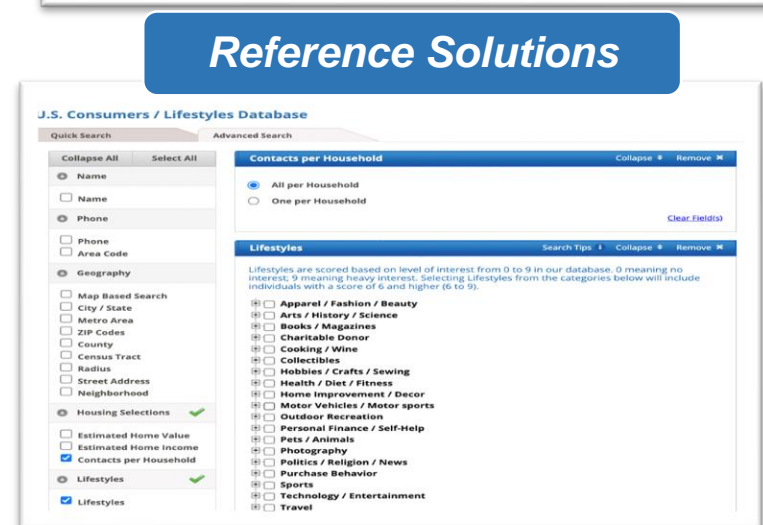 Reference Solutions
U.S. Consumers / Lifestyles Database
Quick Search Advanced Search
Collapse All Select All
Name
Name
Phone
Phone
Area Code
Geography
Map Based Search
City / State
Metro Area
ZIP Codes
County
Census Tract
Radius
Street Address
Neighborhood
Housing Selections
Estimated Home Value
Estimated Home Income
Contacts per Household
Lifestyles
Lifestyles
Contacts per Household Collapse Remove
All per Household
One per Household
Clear Field(s)
Lifestyles Search Tips Collapse Remove
Lifestyles are scored based on level of interest from 0 to 9 in our database. 0 meaning no
interest; 9 meaning heavy interest. Selecting Lifestyles from the categories below will include
individuals with a score of 6 and higher (6 to 9).
Apparel / Fashion / Beauty
Arts / History / Science
Books / Magazines
Charitable Donor
Cooking / Wine
Collectibles
Hobbies / Crafts / Sewing
Health / Diet / Fitness
Home Improvement / Decor
Motor Vehicles / Motor sports
Outdoor Recreation
Personal Finance / Self-Help
Pets / Animals
Photography
Politics / Religion / News
Purchase Behavior
Sports
Technology / Entertainment
Travel